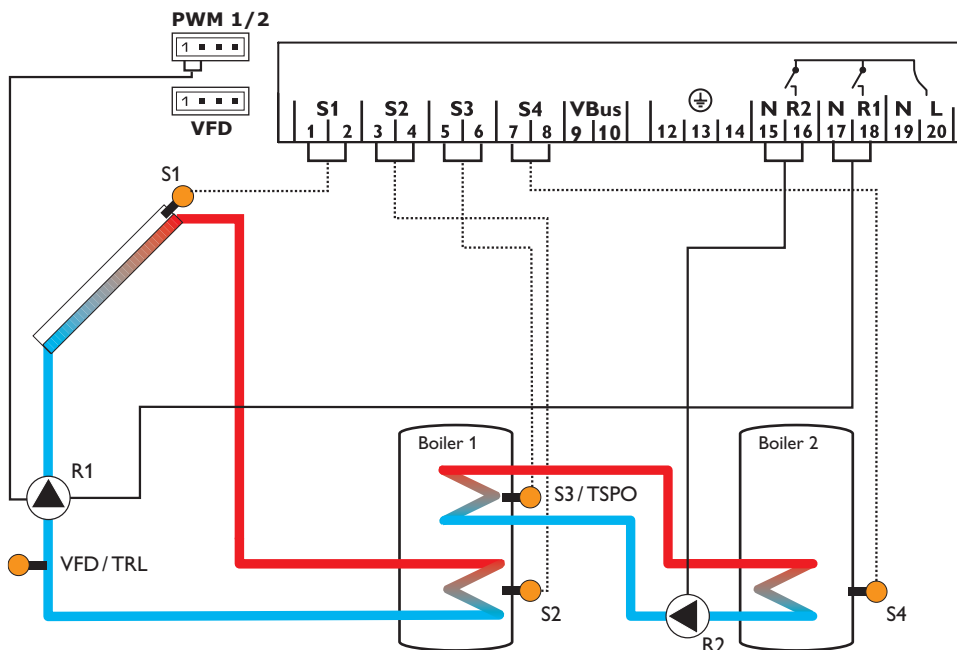 PWM 1/2
1
1
VFD
S1 S2 S3 S4 VBus N R2 N R1 N L
1 2 3 4 5 6 7 8 9 10 12 13 14 15 16 17 18 19 20
S1
Boiler 1
Boiler 2
R1
S3 / TSPO
VFD / TRL
S2
R2
S4